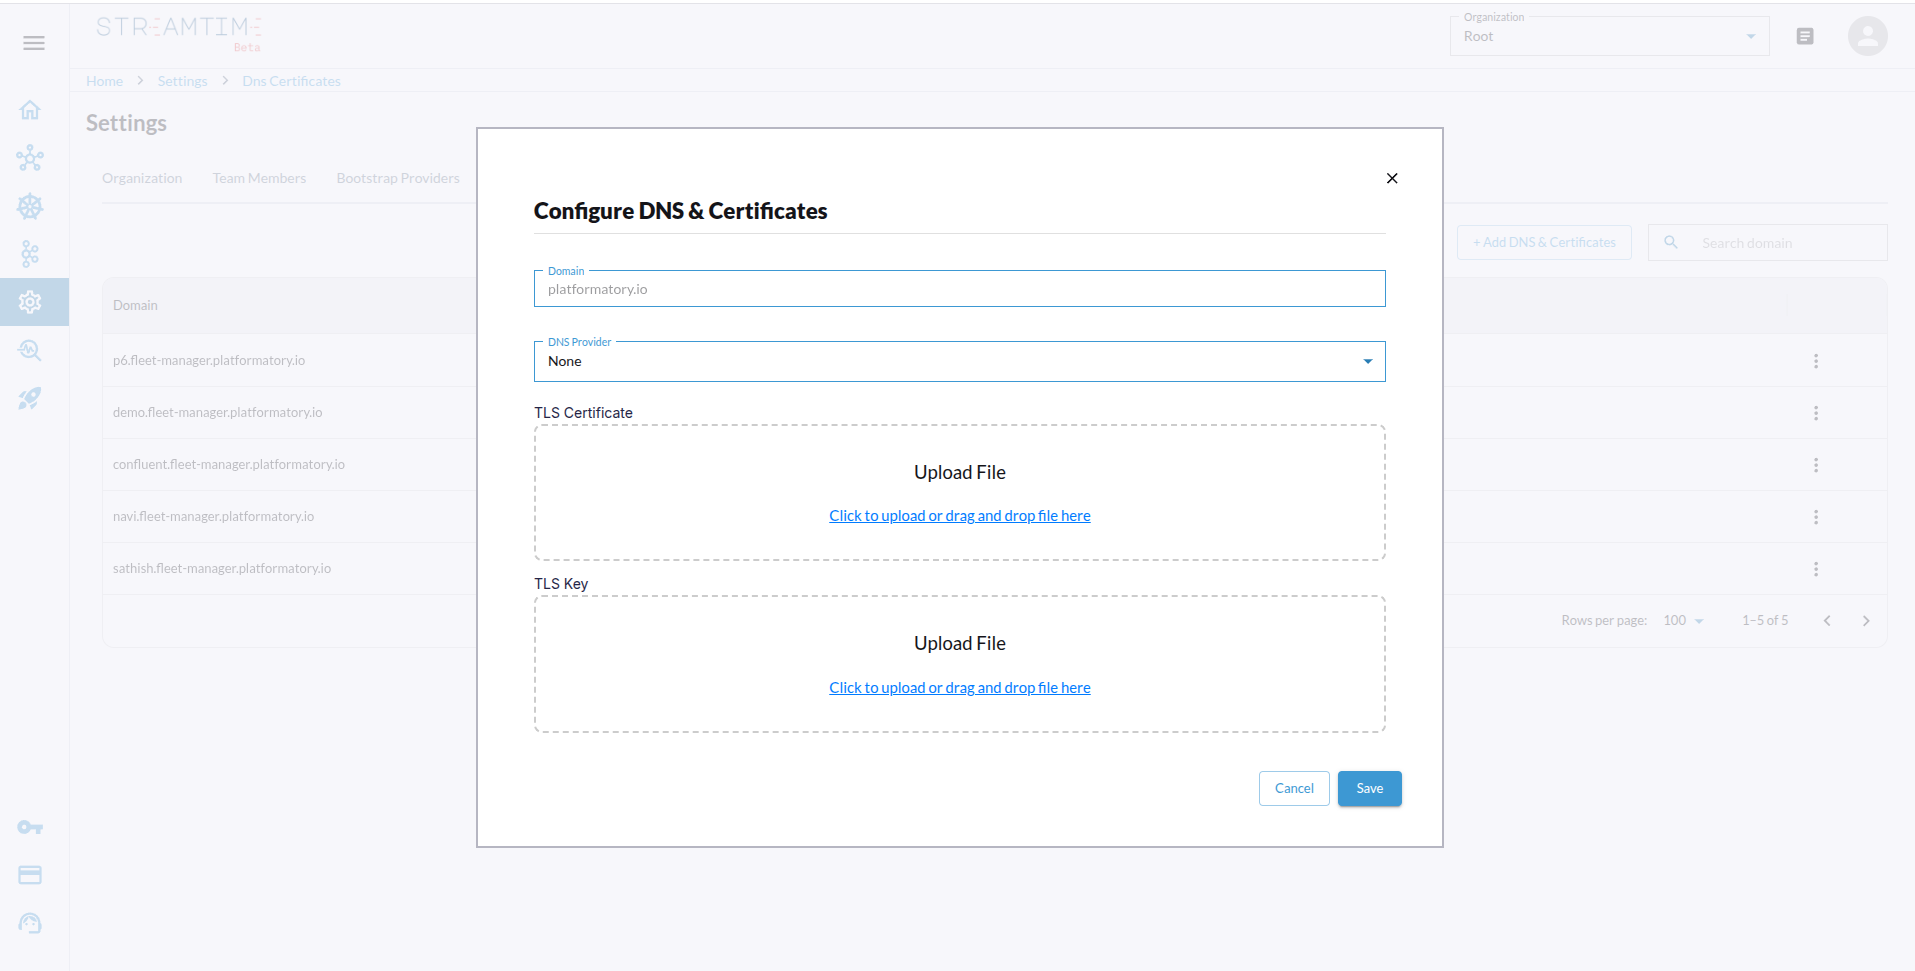 STREAMTIME
Beta
Organization
Root
Home > Settings > Dns Certificates
Settings
Organization Team Members Bootstrap Providers
+ Add DNS & Certificates
Search domain
Domain
p6.fleet-manager.platformatory.io
demo.fleet-manager.platformatory.io
confluent.fleet-manager.platformatory.io
navi.fleet-manager.platformatory.io
sathish.fleet-manager.platformatory.io
Rows per page: 100 1–5 of 5
Configure DNS & Certificates
Domain
platformatory.io
DNS Provider
None
TLS Certificate
Upload File
Click to upload or drag and drop file here
TLS Key
Upload File
Click to upload or drag and drop file here
Cancel Save